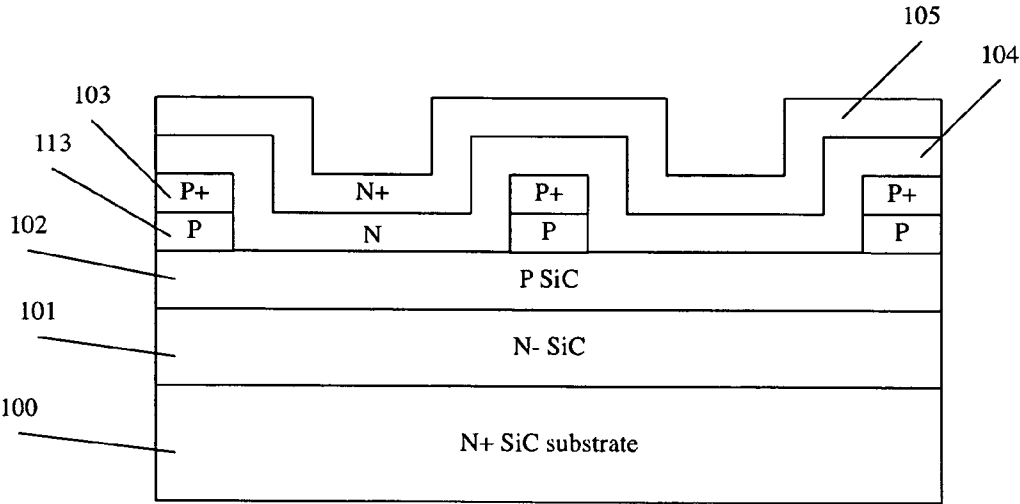 105
104
103
113
P+
N+
P+
P+
102
P
N
P
P
P SiC
101
N- SiC
100
N+ SiC substrate